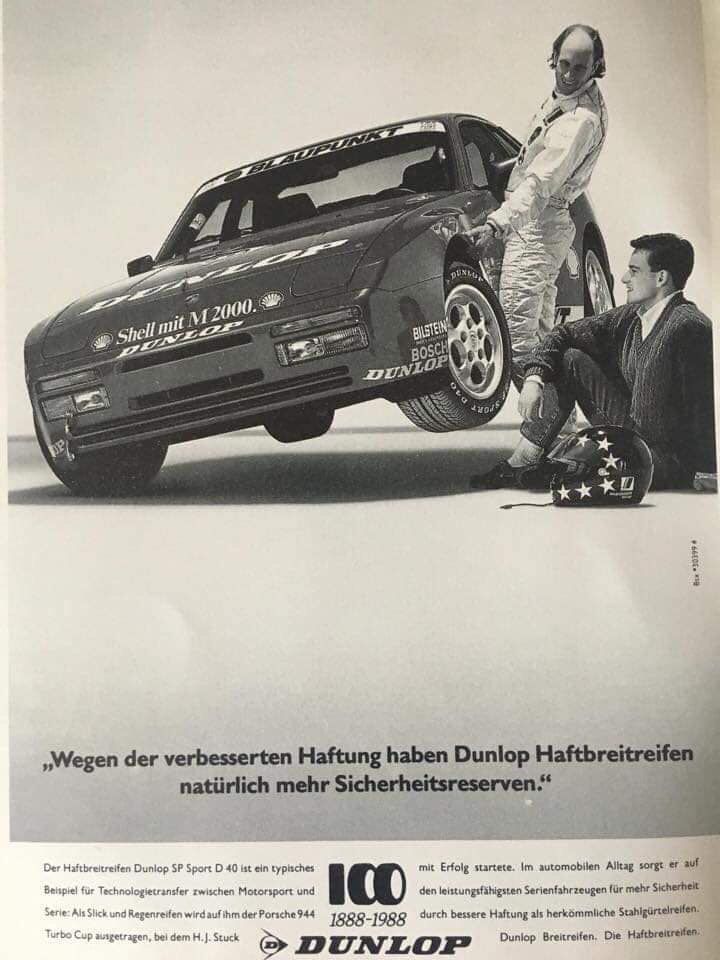 BLAUPUNKT
DUNLOP
Shell mit M 2000.
DUNLOP
BILSTEIN
BOSCH
DUNLOP
DUNLOP
SP SPORT D40
Bsx *30399 e
„Wegen der verbesserten Haftung haben Dunlop Haftbreitreifen
natürlich mehr Sicherheitsreserven.“
Der Haftbreitreifen Dunlop SP Sport D 40 ist ein typisches
Beispiel für Technologietransfer zwischen Motorsport und
Serie: Als Slick und Regenreifen wird auf ihm der Porsche 944
Turbo Cup ausgetragen, bei dem H. J. Stuck
100
1888-1988
DUNLOP
mit Erfolg startete. Im automobilen Alltag sorgt er auf
den leistungsfähigsten Serienfahrzeugen für mehr Sicherheit
durch bessere Haftung als herkömmliche Stahlgürtelreifen.
Dunlop Breitreifen. Die Haftbreitreifen.